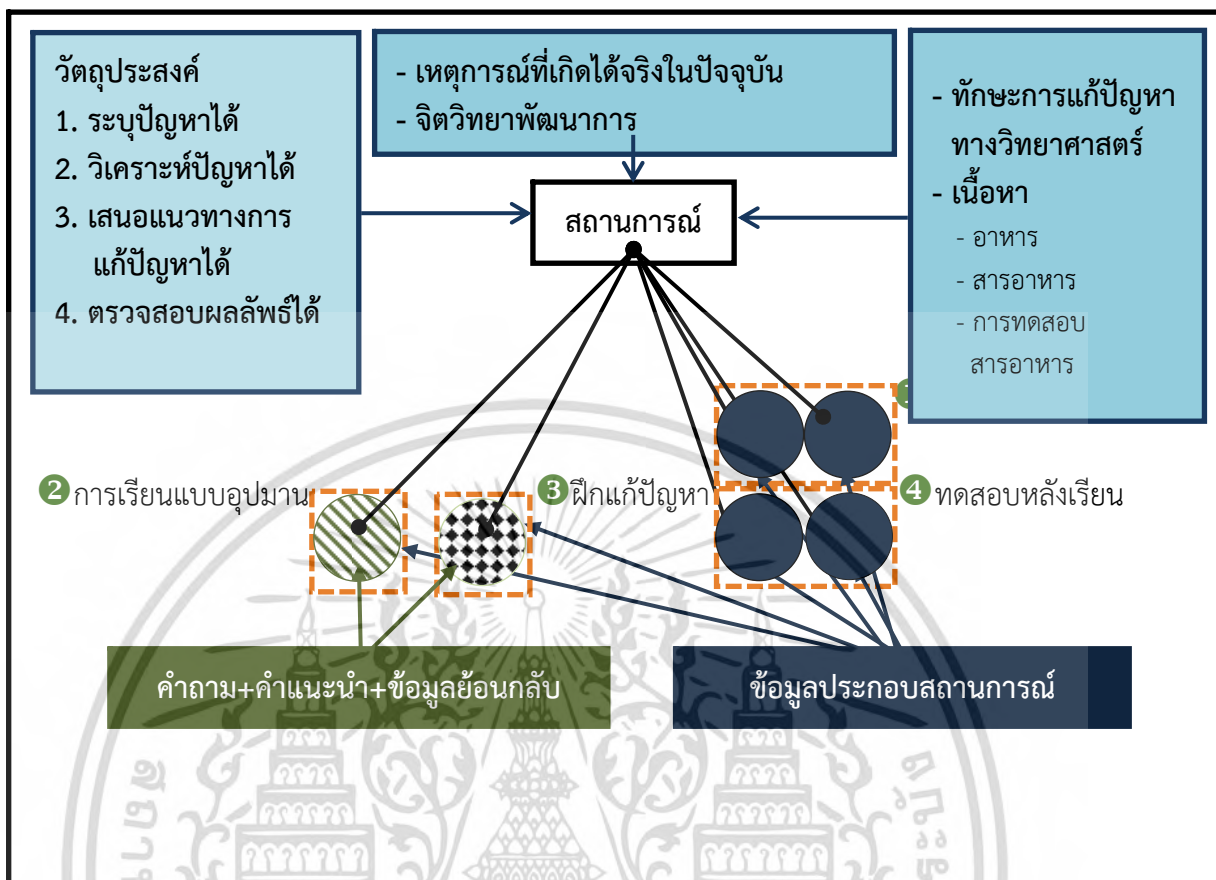 วัตถุประสงค์
1. ระบุปัญหาได้
2. วิเคราะห์ปัญหาได้
3. เสนอแนวทางการ
แก้ปัญหาได้
4. ตรวจสอบผลลัพธ์ได้
- เหตุการณ์ที่เกิดได้จริงในปัจจุบัน
- จิตวิทยาพัฒนาการ
- ทักษะการแก้ปัญหา
ทางวิทยาศาสตร์
- เนื้อหา
- อาหาร
- สารอาหาร
- การทดสอบ
สารอาหาร
สถานการณ์
2 การเรียนแบบอุปมาน
3 ฝึกแก้ปัญหา
4 ทดสอบหลังเรียน
คำถาม+คำแนะนำ+ข้อมูลย้อนกลับ
ข้อมูลประกอบสถานการณ์